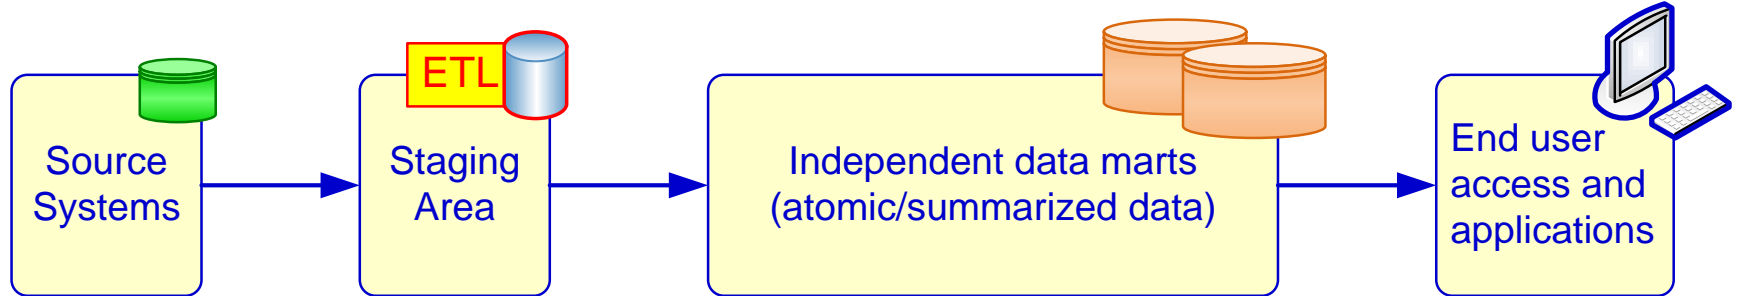 Source
Systems
ETL
Staging
Area
Independent data marts
(atomic/summarized data)
End user
access and
applications